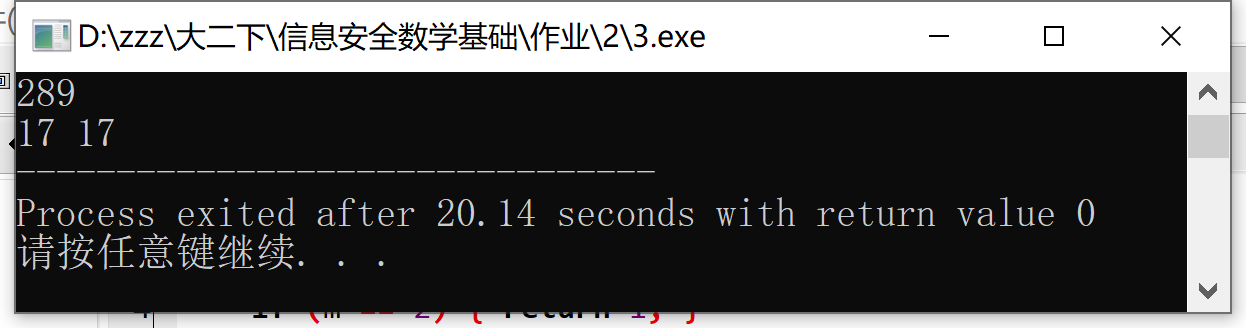 D:\zzz\大二下\信息安全数学基础\作业\2\3.exe
289
17 17
--------------------------------
Process exited after 20.14 seconds with return value 0
请按任意键继续. . .